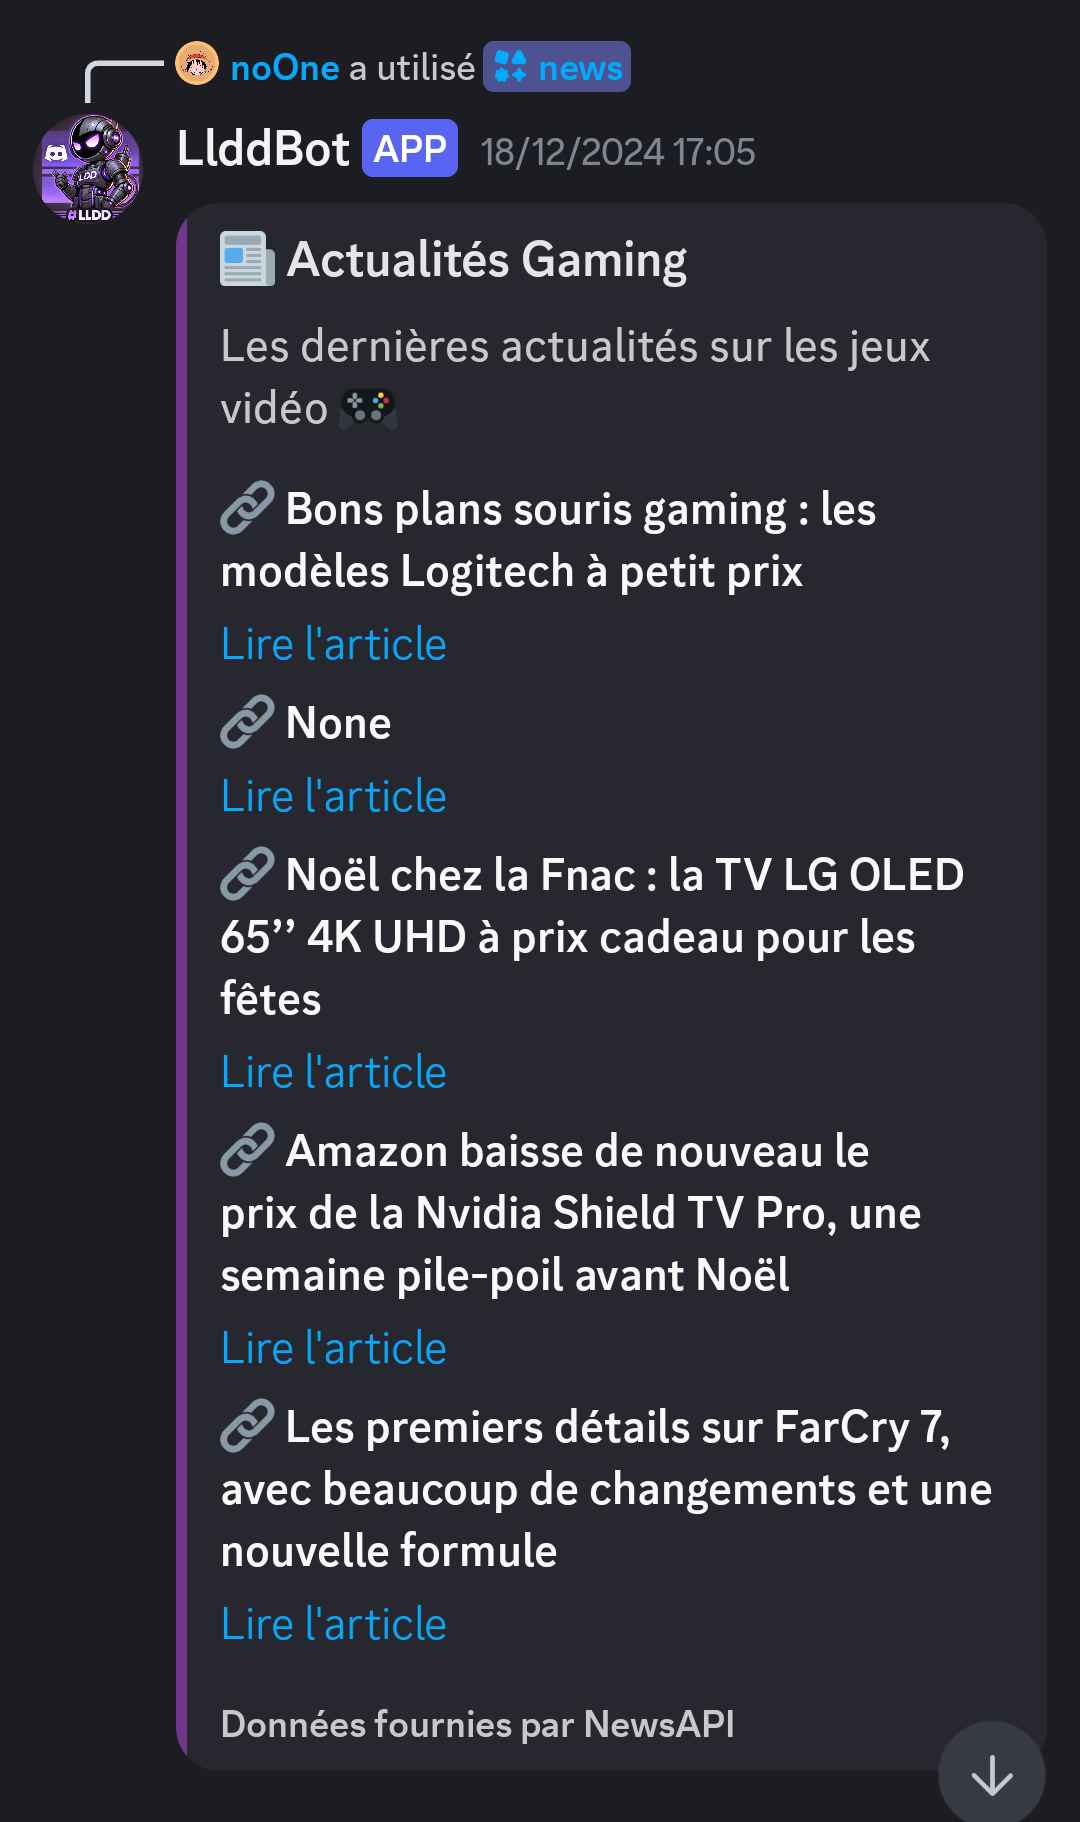 noOne a utilisé news
LlddBot APP 18/12/2024 17:05
LDD
#LLDD
Actualités Gaming
Les dernières actualités sur les jeux
vidéo
Bons plans souris gaming : les
modèles Logitech à petit prix
Lire l'article
None
Lire l'article
Noël chez la Fnac : la TV LG OLED
65’’ 4K UHD à prix cadeau pour les
fêtes
Lire l'article
Amazon baisse de nouveau le
prix de la Nvidia Shield TV Pro, une
semaine pile-poil avant Noël
Lire l'article
Les premiers détails sur FarCry 7,
avec beaucoup de changements et une
nouvelle formule
Lire l'article
Données fournies par NewsAPI